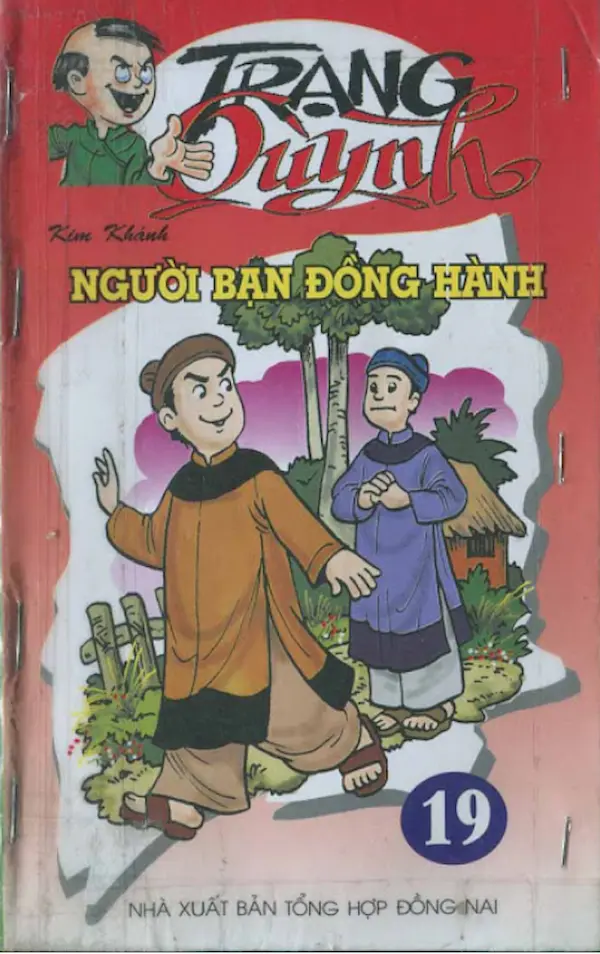 TRẠNG
Quỳnh
Kim Khánh
NGƯỜI BẠN ĐỒNG HÀNH
19
NHÀ XUẤT BẢN TỔNG HỢP ĐỒNG NAI